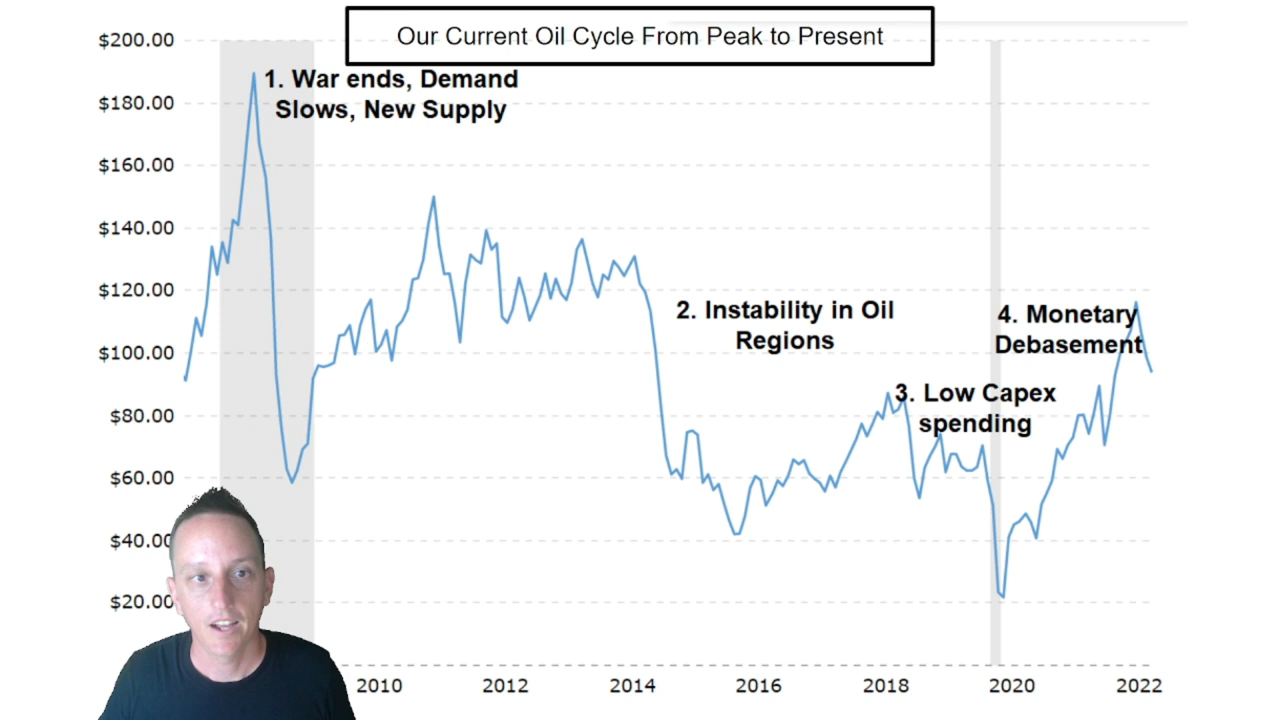 Our Current Oil Cycle From Peak to Present
$200.00
1. War ends, Demand
Slows, New Supply
$180.00
$160.00
$140.00
$120.00
2. Instability in Oil
Regions
4. Monetary
Debasement
$100.00
3. Low Capex
spending
$80.00
$60.00
$40.00
$20.00
2010 2012 2014 2016 2018 2020 2022